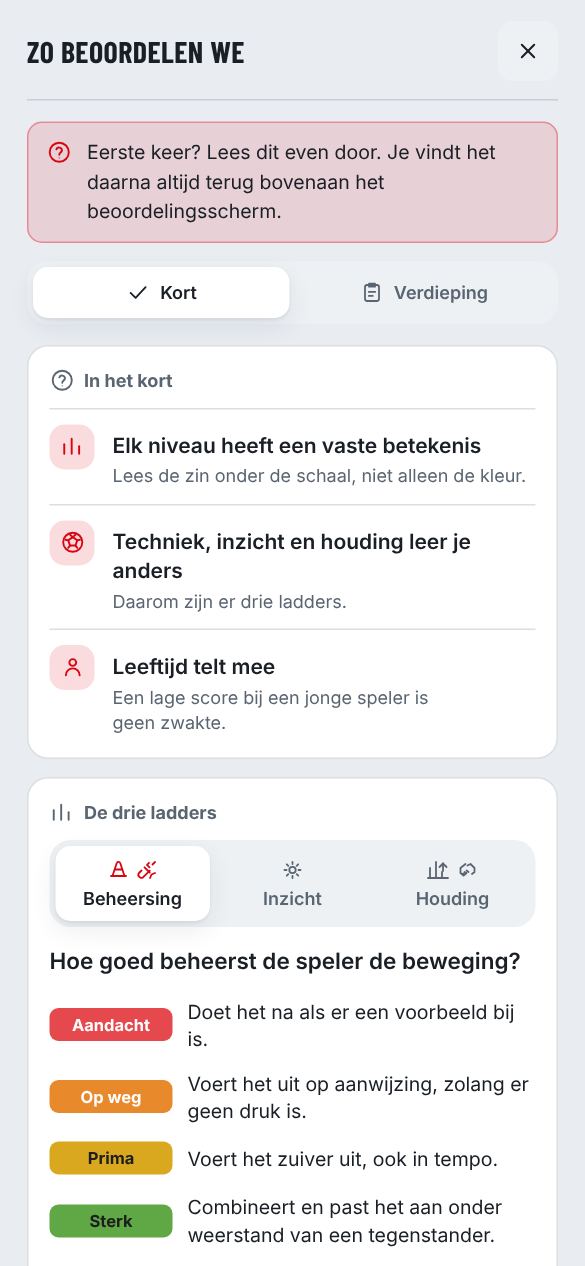 ZO BEOORDELEN WE
Eerste keer? Lees dit even door. Je vindt het
daarna altijd terug bovenaan het
beoordelingsscherm.
Kort
Verdieping
In het kort
Elk niveau heeft een vaste betekenis
Lees de zin onder de schaal, niet alleen de kleur.
Techniek, inzicht en houding leer je
anders
Daarom zijn er drie ladders.
Leeftijd telt mee
Een lage score bij een jonge speler is
geen zwakte.
De drie ladders
Beheersing
Inzicht
Houding
Hoe goed beheerst de speler de beweging?
Aandacht
Doet het na als er een voorbeeld bij
is.
Op weg
Voert het uit op aanwijzing, zolang er
geen druk is.
Prima
Voert het zuiver uit, ook in tempo.
Sterk
Combineert en past het aan onder
weerstand van een tegenstander.